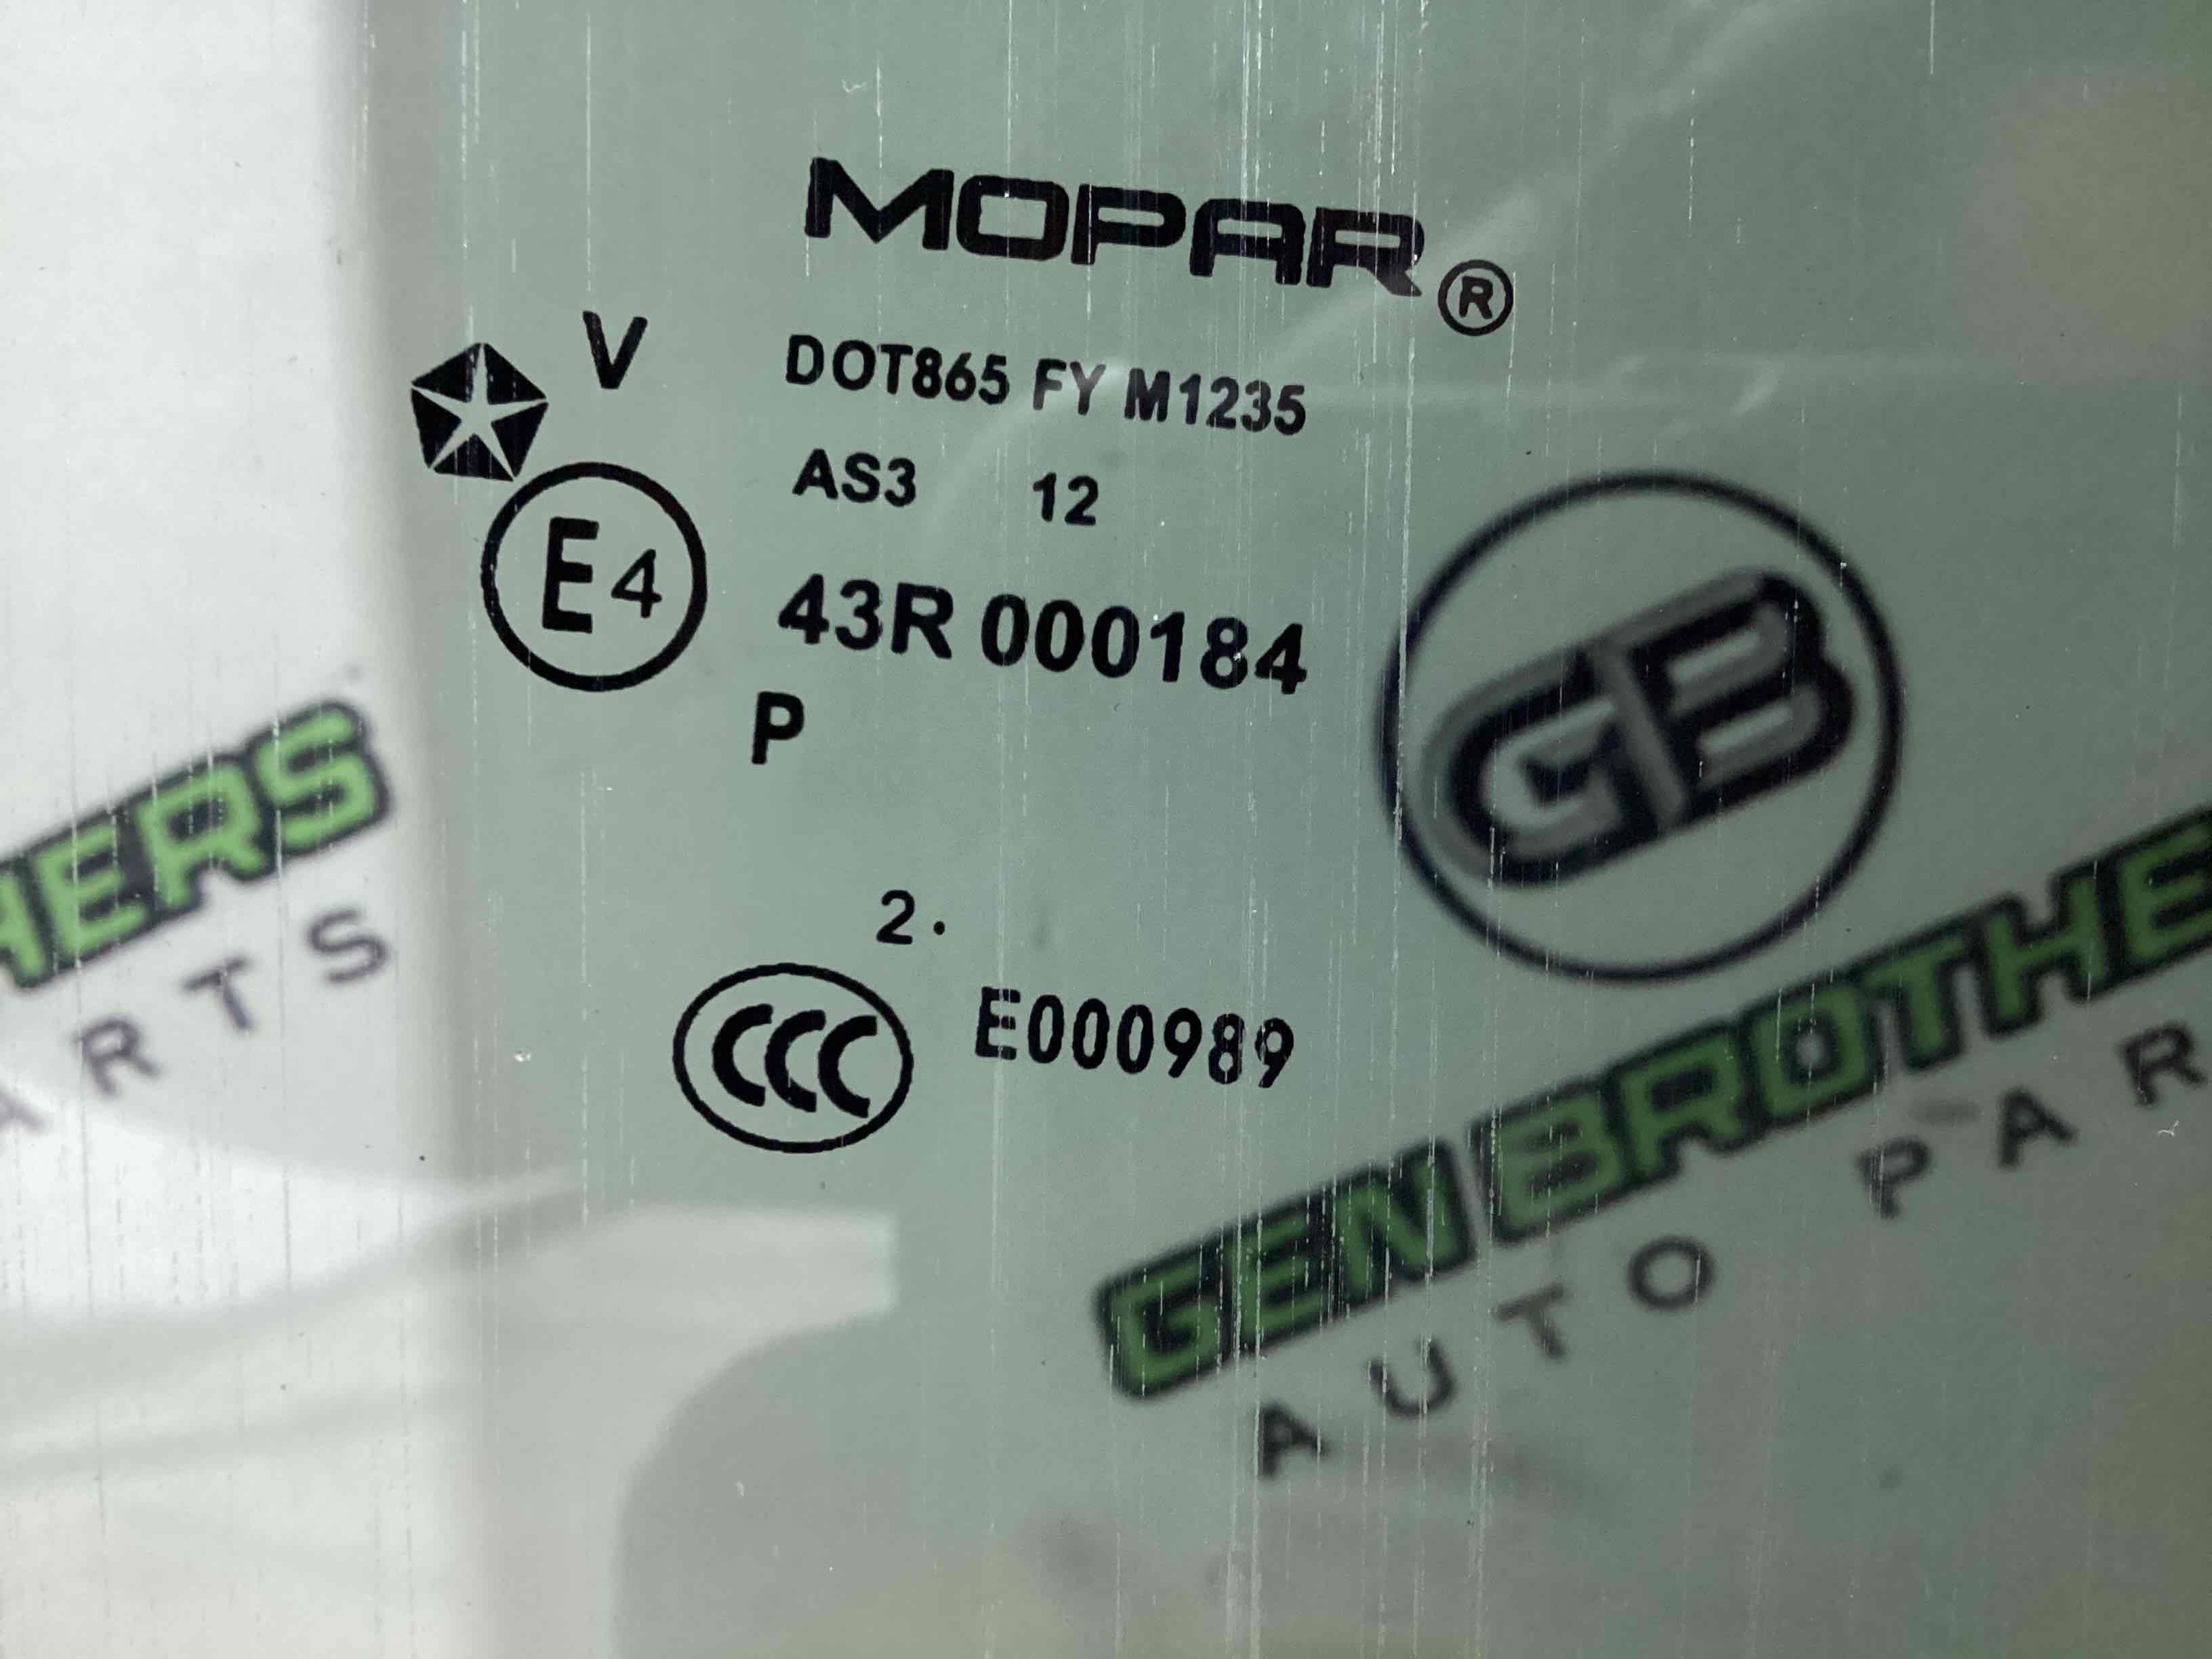 MOPAR®
V DOT865 FY M1235
AS3 12
E4 43R 000184
P
2.
CCC E000989
HERS
ARTS
GB
GEN BROTHE
AUTO PAR